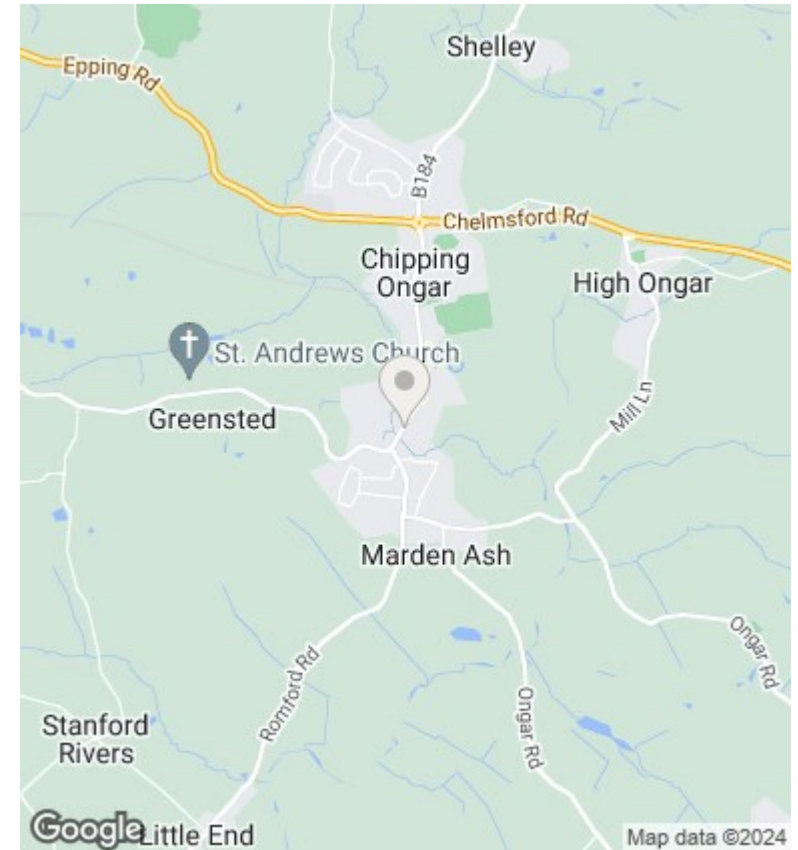 Shelley
Epping Rd
B184
Chelmsford Rd
Chipping
Ongar
High Ongar
St. Andrews Church
Greensted
Mill Ln
Marden Ash
Ongar Rd
Romford Rd
Ongar Rd
Stanford
Rivers
Google
Little End
Map data ©2024